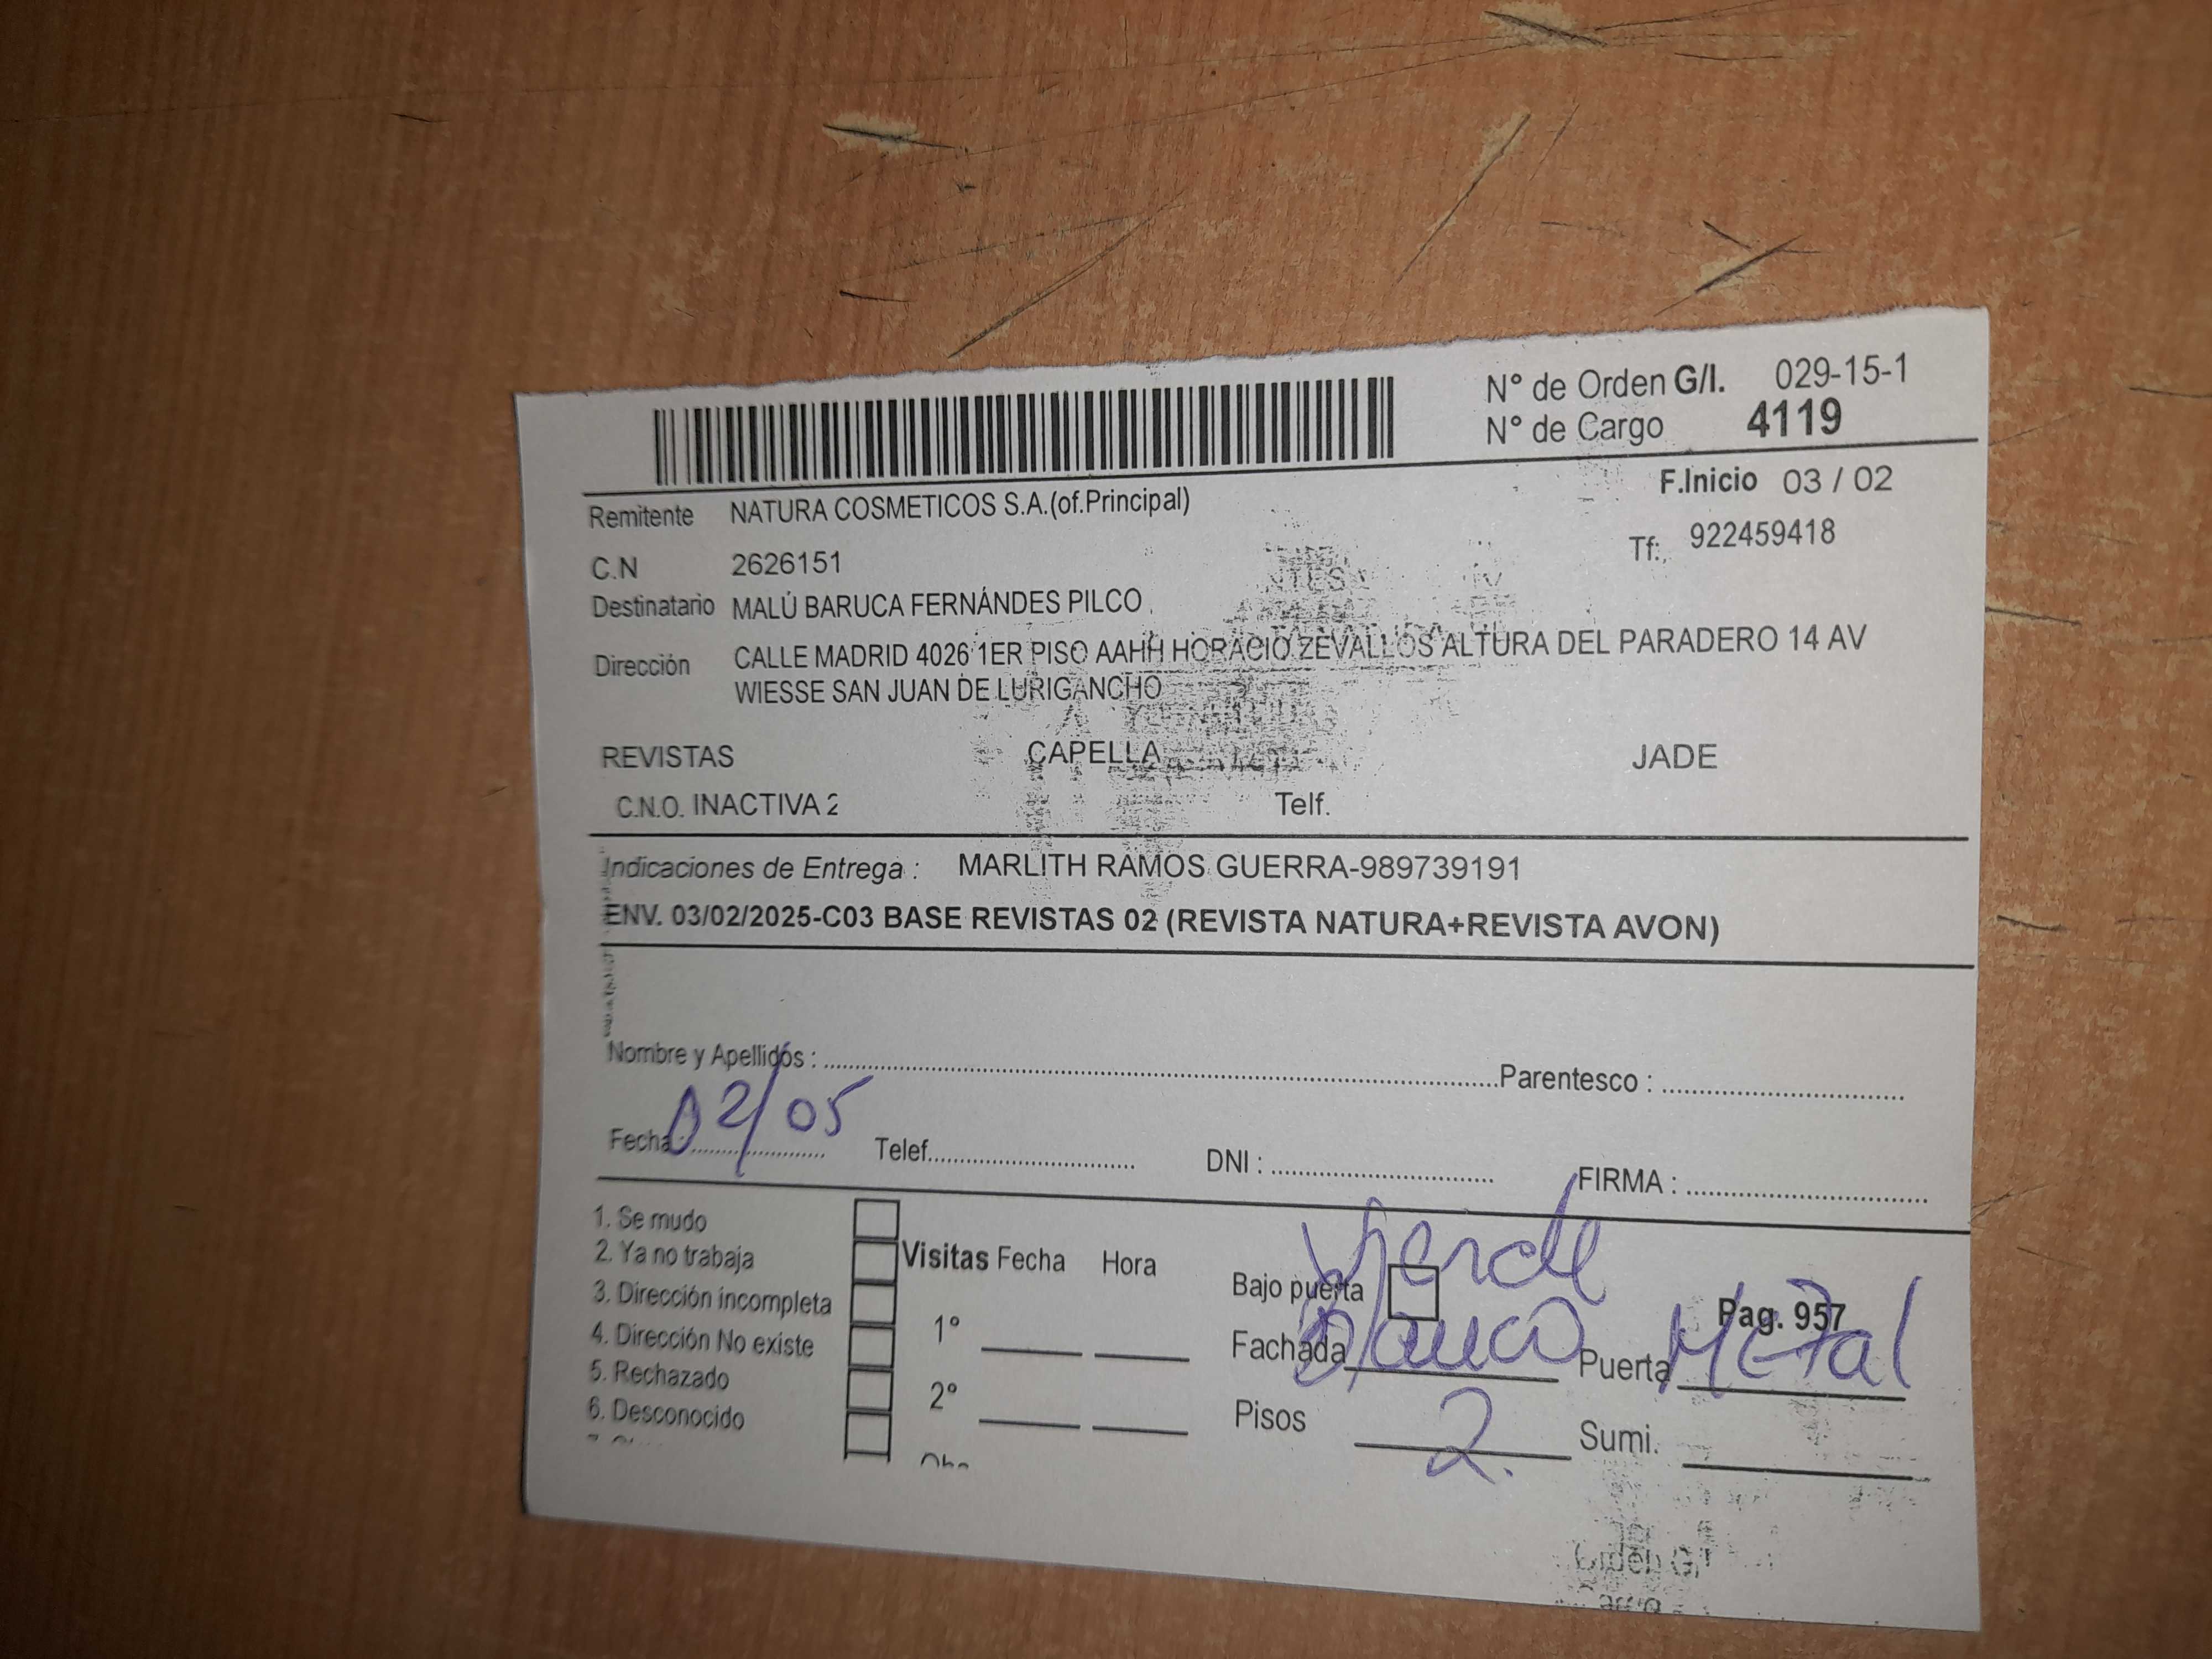 N° de Orden G/I. 029-15-1
N° de Cargo 4119
F.Inicio 03 / 02
Remitente NATURA COSMETICOS S.A.(of.Principal)
Tf:, 922459418
C.N 2626151
Destinatario MALÚ BARUCA FERNÁNDES PILCO
Dirección CALLE MADRID 4026 1ER PISO AAHH HORACIO ZEVALLOS ALTURA DEL PARADERO 14 AV
WIESSE SAN JUAN DE LURIGANCHO
REVISTAS CAPELLA JADE
C.N.O. INACTIVA 2 Telf.
Indicaciones de Entrega : MARLITH RAMOS GUERRA-989739191
ENV. 03/02/2025-C03 BASE REVISTAS 02 (REVISTA NATURA+REVISTA AVON)
Nombre y Apellidos : Parentesco :
Fecha : 02/05 Telef. DNI : FIRMA :
1. Se mudo
2. Ya no trabaja
3. Dirección incompleta
4. Dirección No existe
5. Rechazado
6. Desconocido
Visitas Fecha Hora
1°
2°
Verde
Bajo puerta
Pag. 957
Fachada Blanco Puerta Metal
Pisos 2. Sumi.
Orden G/